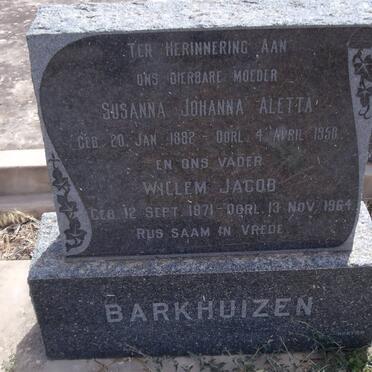 TER HERINNERING AAN
ONS DIERBARE MOEDER
SUSANNA JOHANNA ALETTA
GEB. 20 JAN 1882 - OORL. 4 APRIL 1958
EN ONS VADER
WILLEM JACOB
GEB. 12 SEPT 1871 - OORL. 13 NOV. 1964
RUS SAAM IN VREDE
BARKHUIZEN